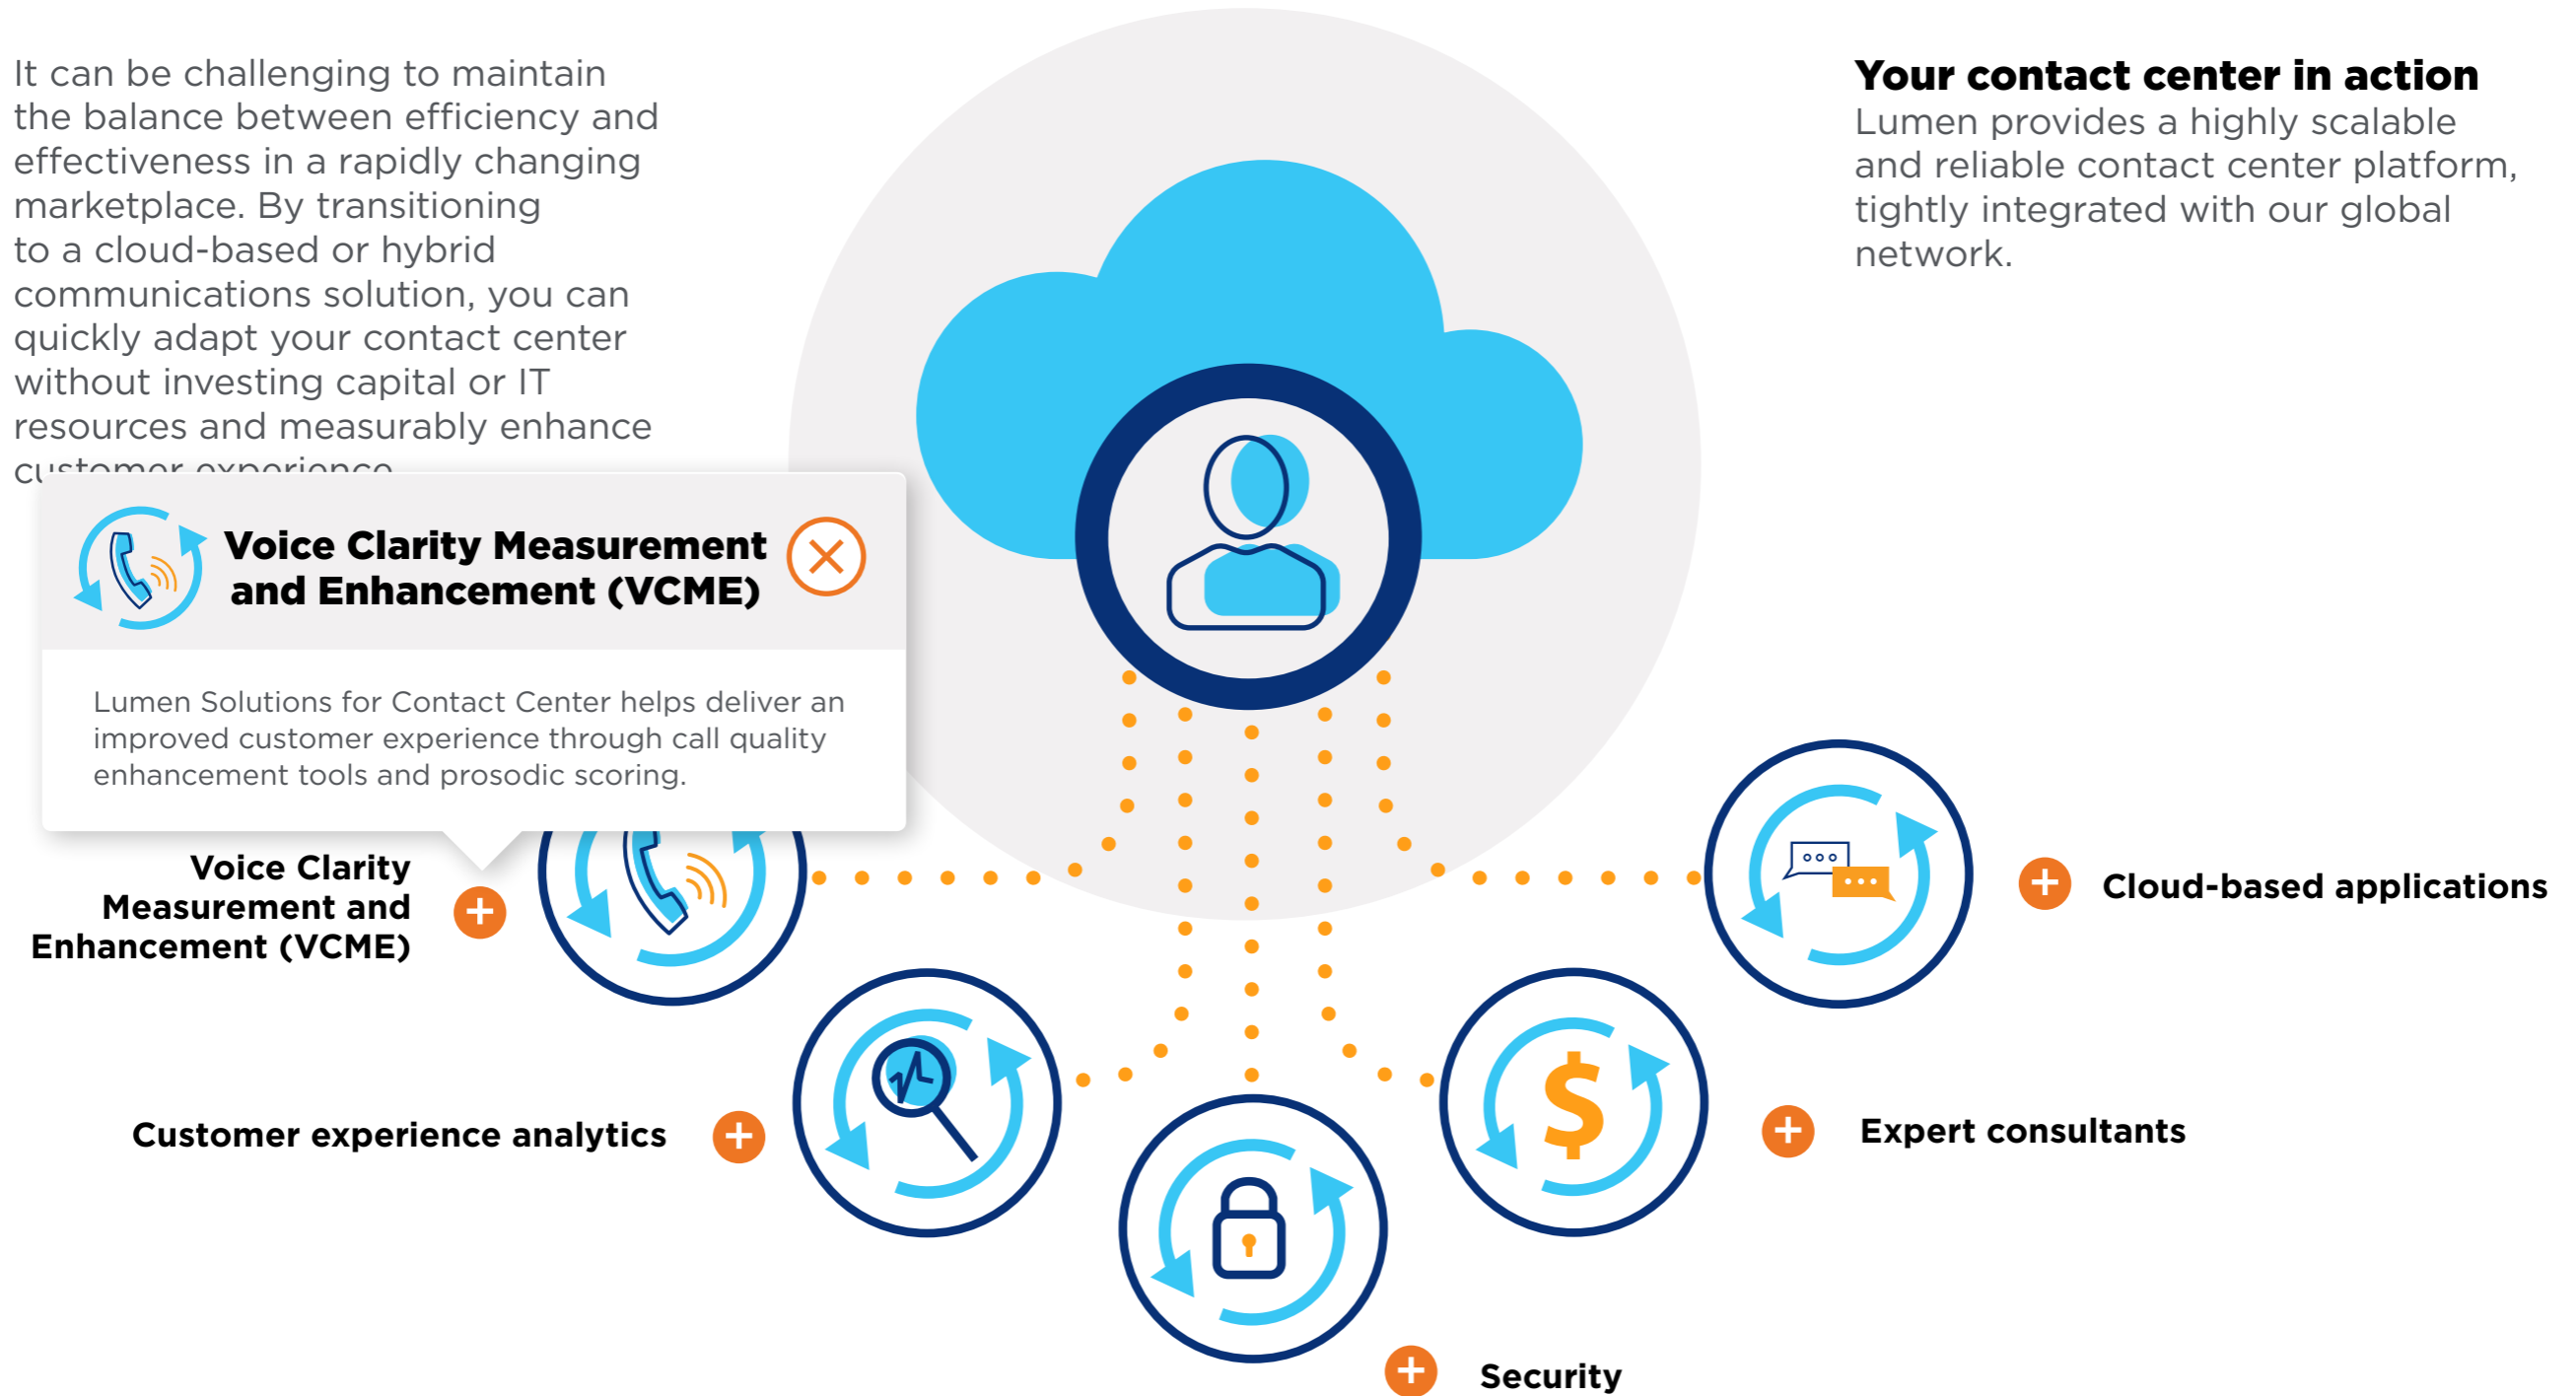 It can be challenging to maintain
the balance between efficiency and
effectiveness in a rapidly changing
marketplace. By transitioning
to a cloud-based or hybrid
communications solution, you can
quickly adapt your contact center
without investing capital or IT
resources and measurably enhance
customer experience
Your contact center in action
Lumen provides a highly scalable
and reliable contact center platform,
tightly integrated with our global
network.
Voice Clarity Measurement
and Enhancement (VCME)
Lumen Solutions for Contact Center helps deliver an
improved customer experience through call quality
enhancement tools and prosodic scoring.
Voice Clarity
Measurement and
Enhancement (VCME)
Cloud-based applications
Customer experience analytics
$
Expert consultants
Security